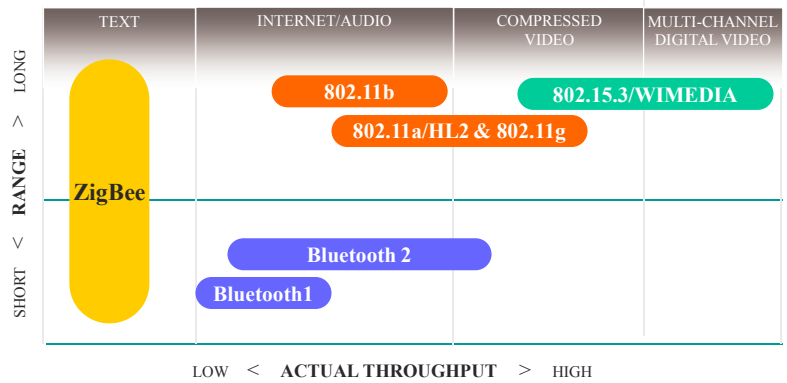 TEXT
INTERNET/AUDIO
COMPRESSED
VIDEO
MULTI-CHANNEL
DIGITAL VIDEO
SHORT < RANGE > LONG
802.11b
802.15.3/WIMEDIA
802.11a/HL2 & 802.11g
ZigBee
Bluetooth 2
Bluetooth1
LOW < ACTUAL THROUGHPUT > HIGH